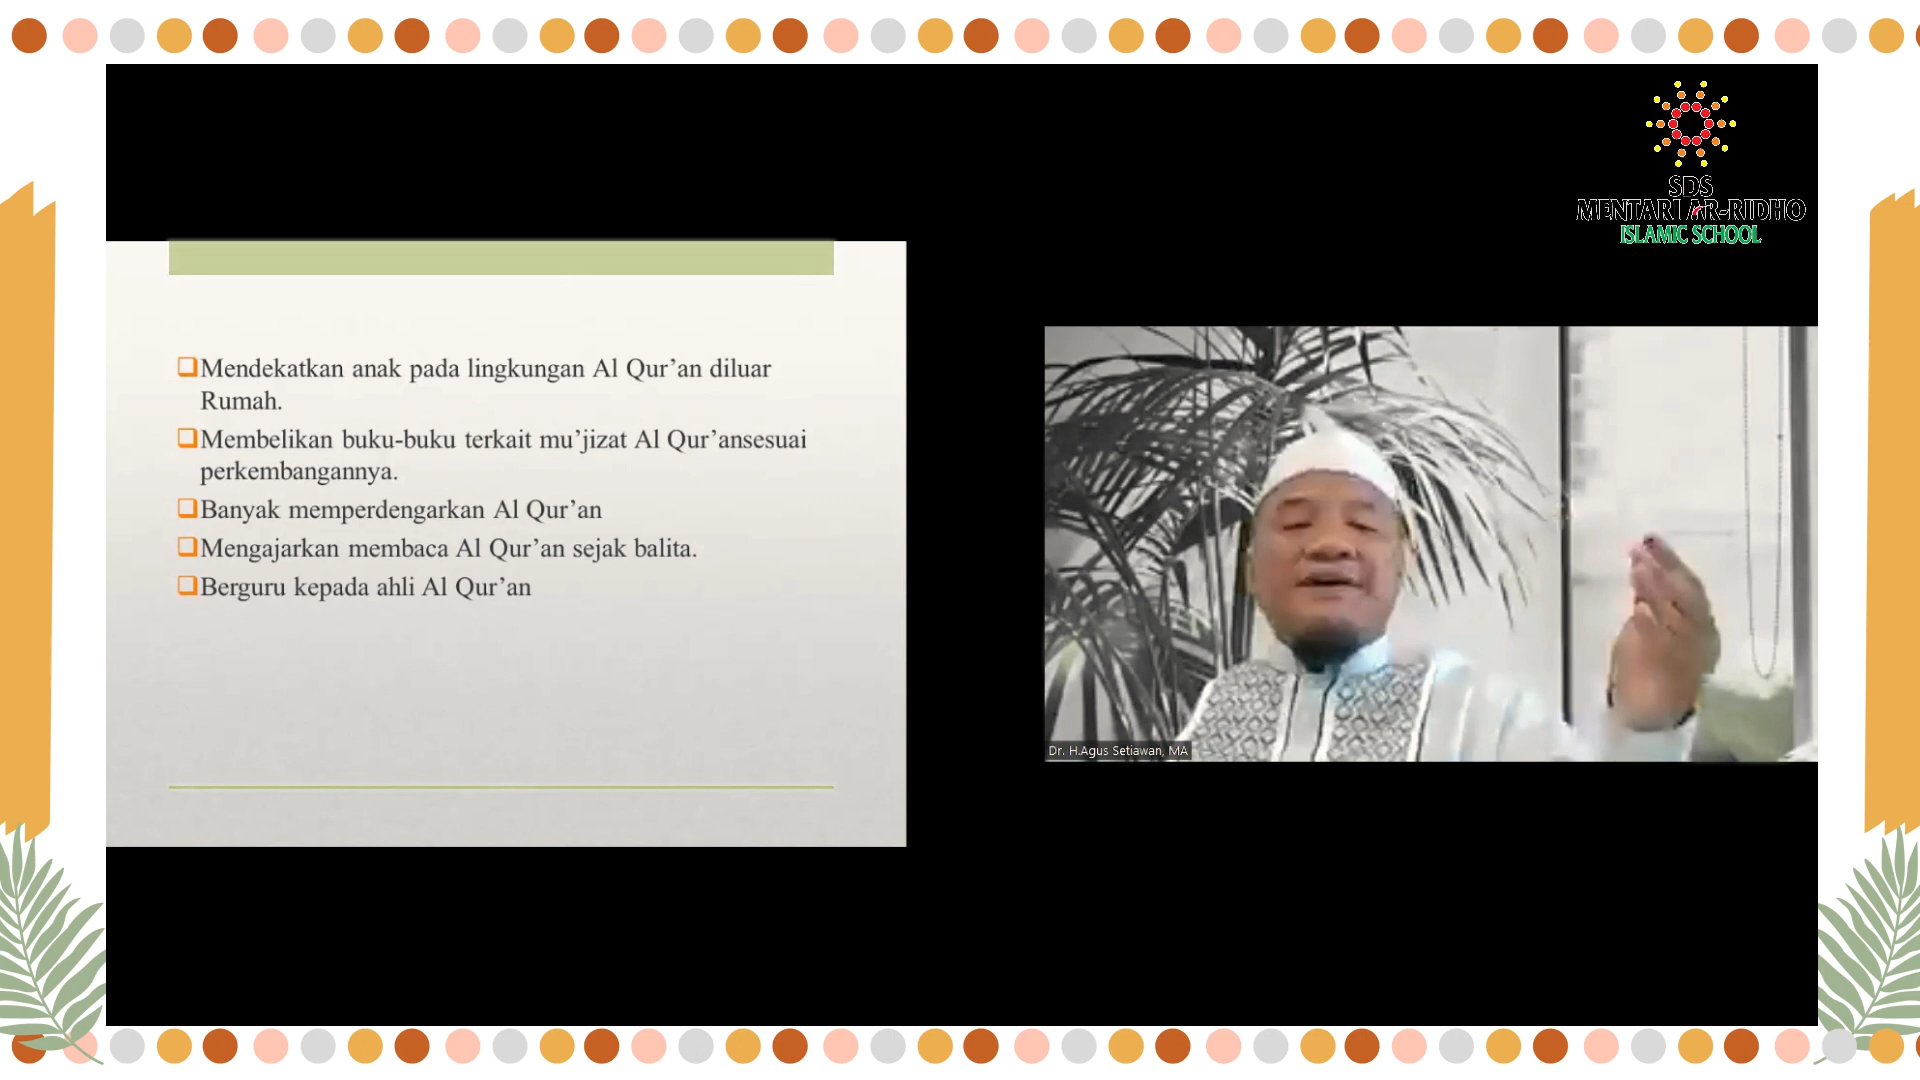 SDS
MENTARI AR-RIDHO
ISLAMIC SCHOOL
Mendekatkan anak pada lingkungan Al Qur’an diluar
Rumah.
Membelikan buku-buku terkait mu’jizat Al Qur’ansesuai
perkembangannya.
Banyak memperdengarkan Al Qur’an
Mengajarkan membaca Al Qur’an sejak balita.
Berguru kepada ahli Al Qur’an
Dr. H.Agus Setiawan, MA